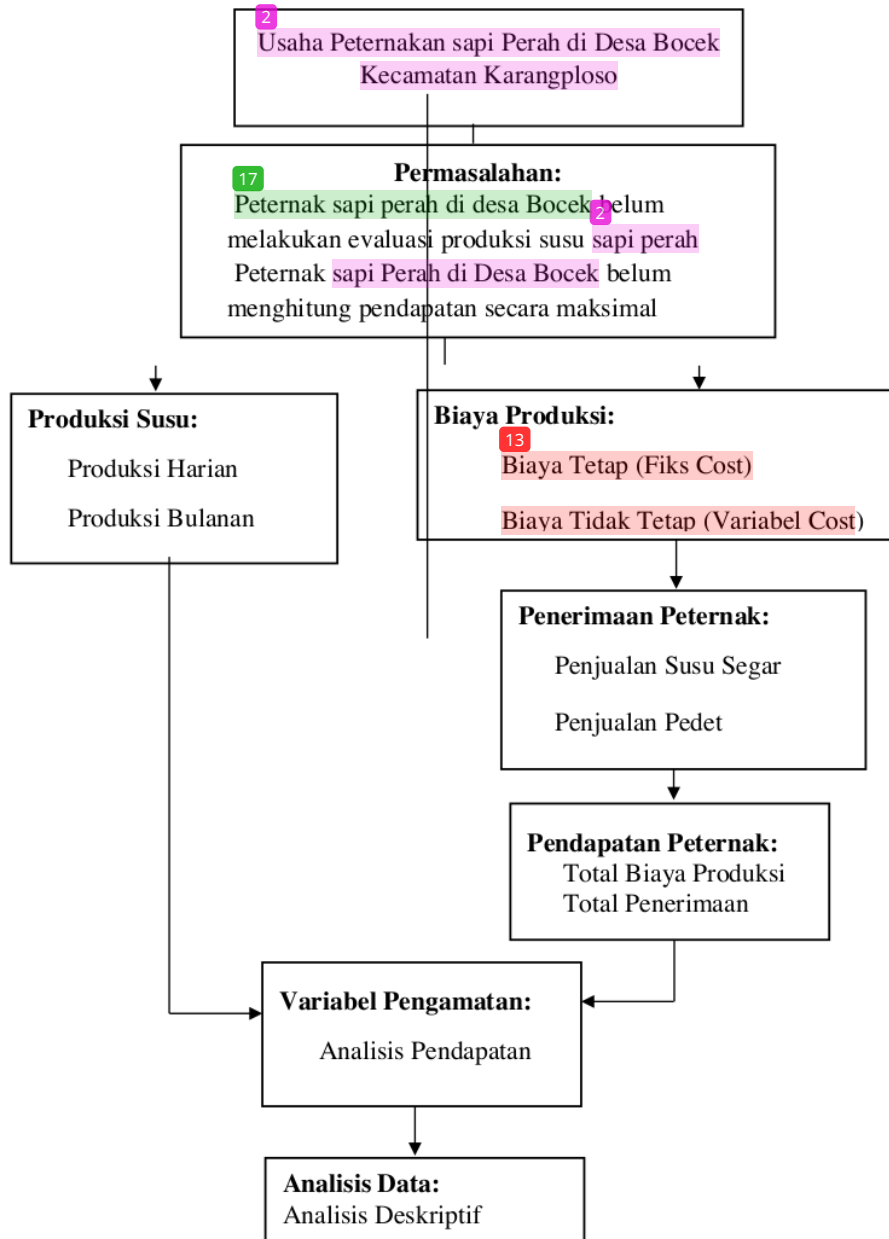 2
Usaha Peternakan sapi Perah di Desa Bocek
Kecamatan Karangploso
Permasalahan:
17
Peternak sapi perah di desa Bocek belum
2
melakukan evaluasi produksi susu sapi perah
Peternak sapi Perah di Desa Bocek belum
menghitung pendapatan secara maksimal
Produksi Susu:
Produksi Harian
Produksi Bulanan
Biaya Produksi:
13
Biaya Tetap (Fiks Cost)
Biaya Tidak Tetap (Variabel Cost)
Penerimaan Peternak:
Penjualan Susu Segar
Penjualan Pedet
Pendapatan Peternak:
Total Biaya Produksi
Total Penerimaan
Variabel Pengamatan:
Analisis Pendapatan
Analisis Data:
Analisis Deskriptif